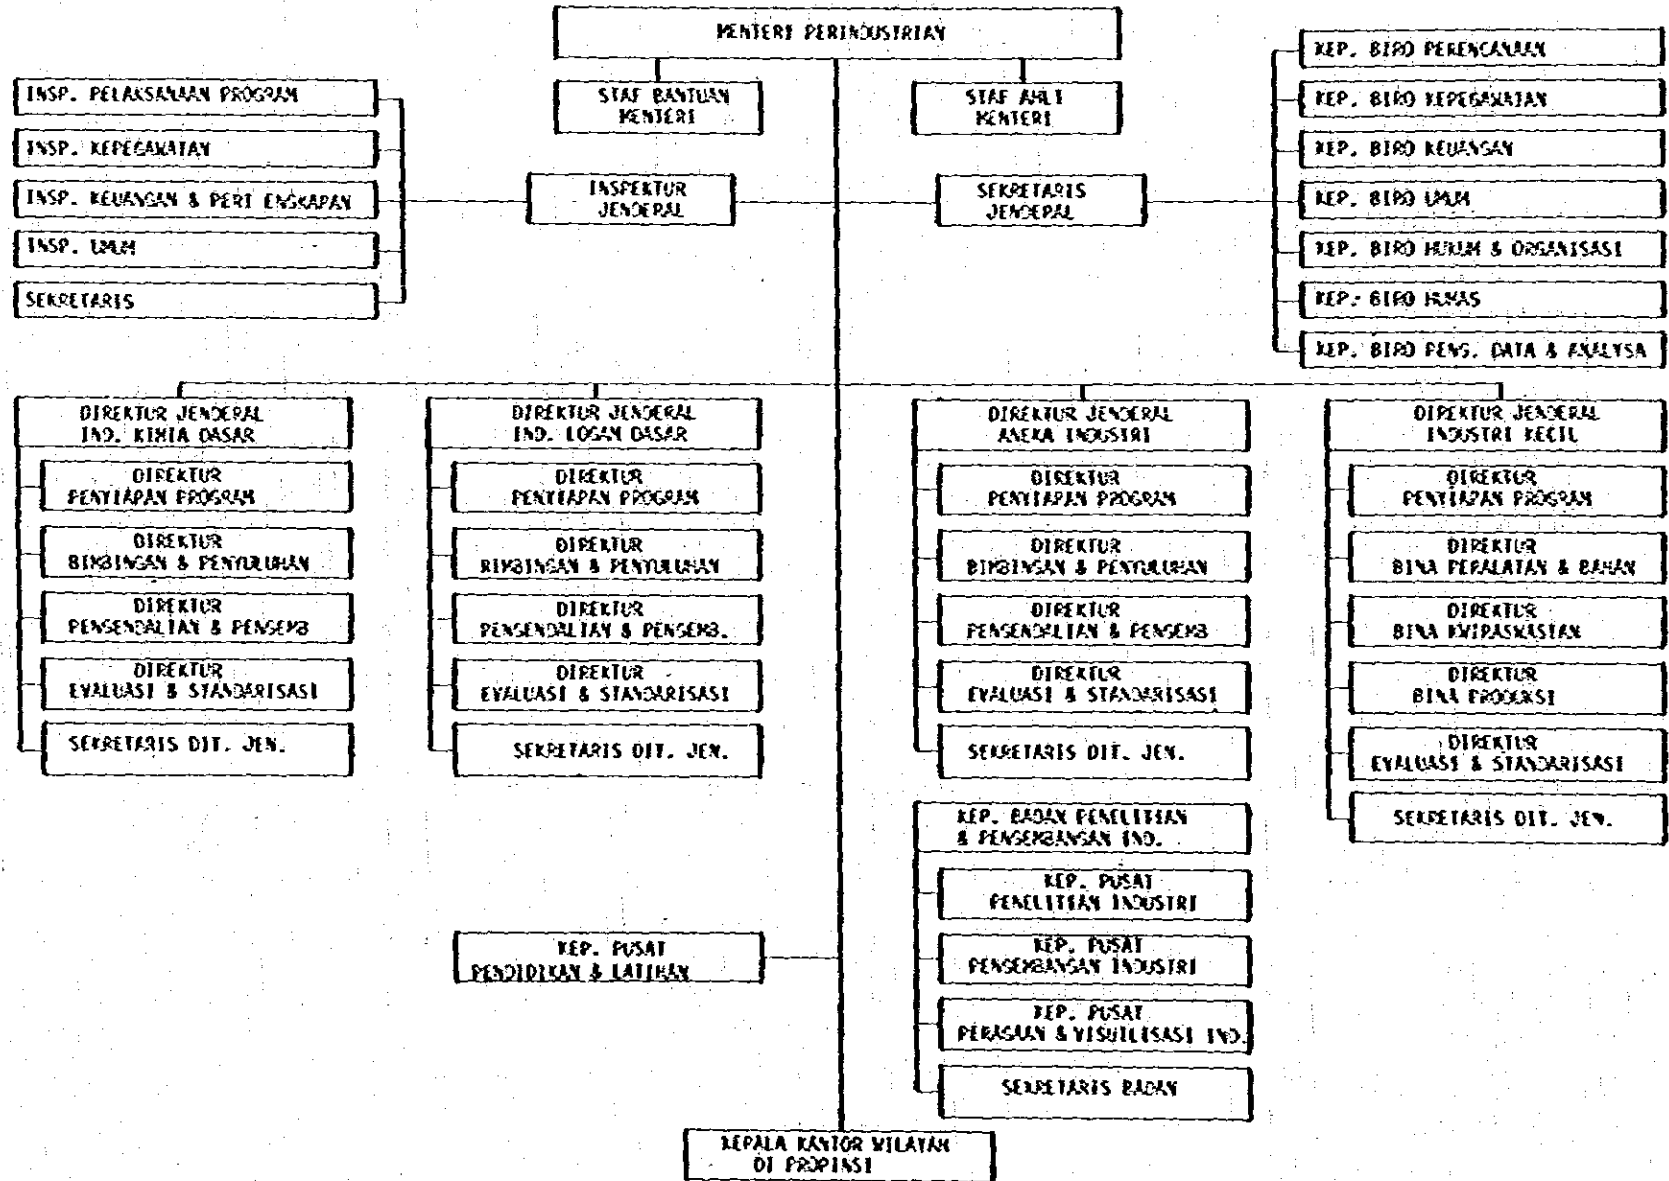 MENTERI PERINDUSTRIAN
STAF BANTUAN
MENTERI
STAF AHLI
MENTERI
INSPEKTUR
JENDERAL
SEKRETARIS
JENDERAL
INSP. PELAKSANAAN PROGRAM
INSP. KEPEGAWAIAN
INSP. KEUANGAN & PERLENGKAPAN
INSP. UMUM
SEKRETARIS
KEP. BIRO PERENCANAAN
KEP. BIRO KEPEGAWAIAN
KEP. BIRO KEUANGAN
KEP. BIRO UMUM
KEP. BIRO HUKUM & ORGANISASI
KEP. BIRO HUMAS
KEP. BIRO PENG. DATA & ANALYSA
DIREKTUR JENDERAL
IND. KIMIA DASAR
DIREKTUR
PENYIAPAN PROGRAM
DIREKTUR
BIMBINGAN & PENYULUHAN
DIREKTUR
PENGENDALIAN & PENGEMB
DIREKTUR
EVALUASI & STANDARISASI
SEKRETARIS DIT. JEN.
DIREKTUR JENDERAL
IND. LOGAM DASAR
DIREKTUR
PENYIAPAN PROGRAM
DIREKTUR
BIMBINGAN & PENYULUHAN
DIREKTUR
PENGENDALIAN & PENGEMB.
DIREKTUR
EVALUASI & STANDARISASI
SEKRETARIS DIT. JEN.
DIREKTUR JENDERAL
ANEKA INDUSTRI
DIREKTUR
PENYIAPAN PROGRAM
DIREKTUR
BIMBINGAN & PENYULUHAN
DIREKTUR
PENGENDALIAN & PENGEMB
DIREKTUR
EVALUASI & STANDARISASI
SEKRETARIS DIT. JEN.
DIREKTUR JENDERAL
INDUSTRI KECIL
DIREKTUR
PENYIAPAN PROGRAM
DIREKTUR
BINA PERALATAN & BAHAN
DIREKTUR
BINA
DIREKTUR
BINA PRODUKSI
DIREKTUR
EVALUASI & STANDARISASI
SEKRETARIS DIT. JEN.
KEP. BADAN PENELITIAN
& PENGEMBANGAN IND.
KEP. PUSAT
PENELITIAN INDUSTRI
KEP. PUSAT
PENGEMBANGAN INDUSTRI
KEP. PUSAT
PERAGAAN & VISUILISASI IND.
SEKRETARIS BADAN
KEP. PUSAT
PENDIDIKAN & LATIHAN
KEPALA KANTOR WILAYAH
DI PROPINSI